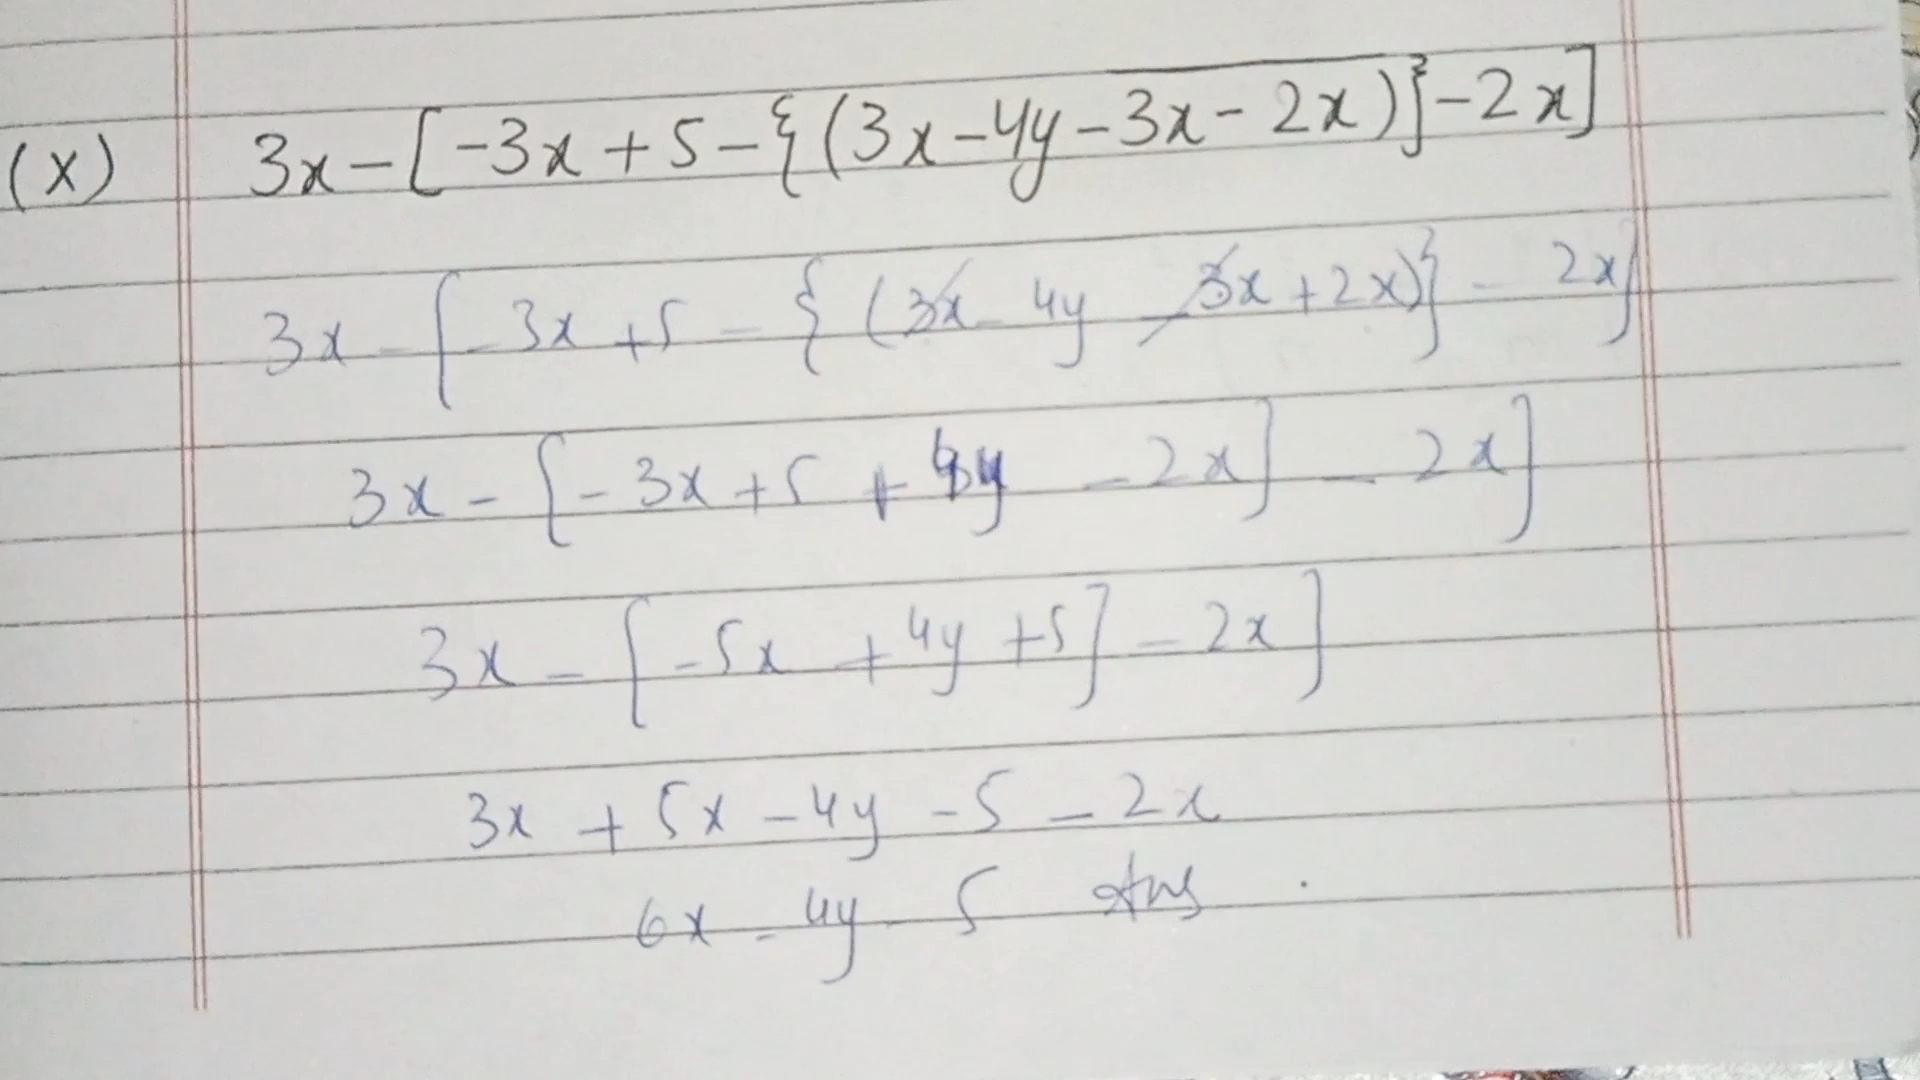 (x) 3x-[-3x+5-{(3x-4y-3x-2x)}-2x]
3x-[-3x+5-{(3x-4y-3x+2x)}-2x]
3x-[-3x+5+4y-2x]-2x]
3x-[-5x+4y+5]-2x]
3x+5x-4y-5-2x
6x-4y-5 Ans.